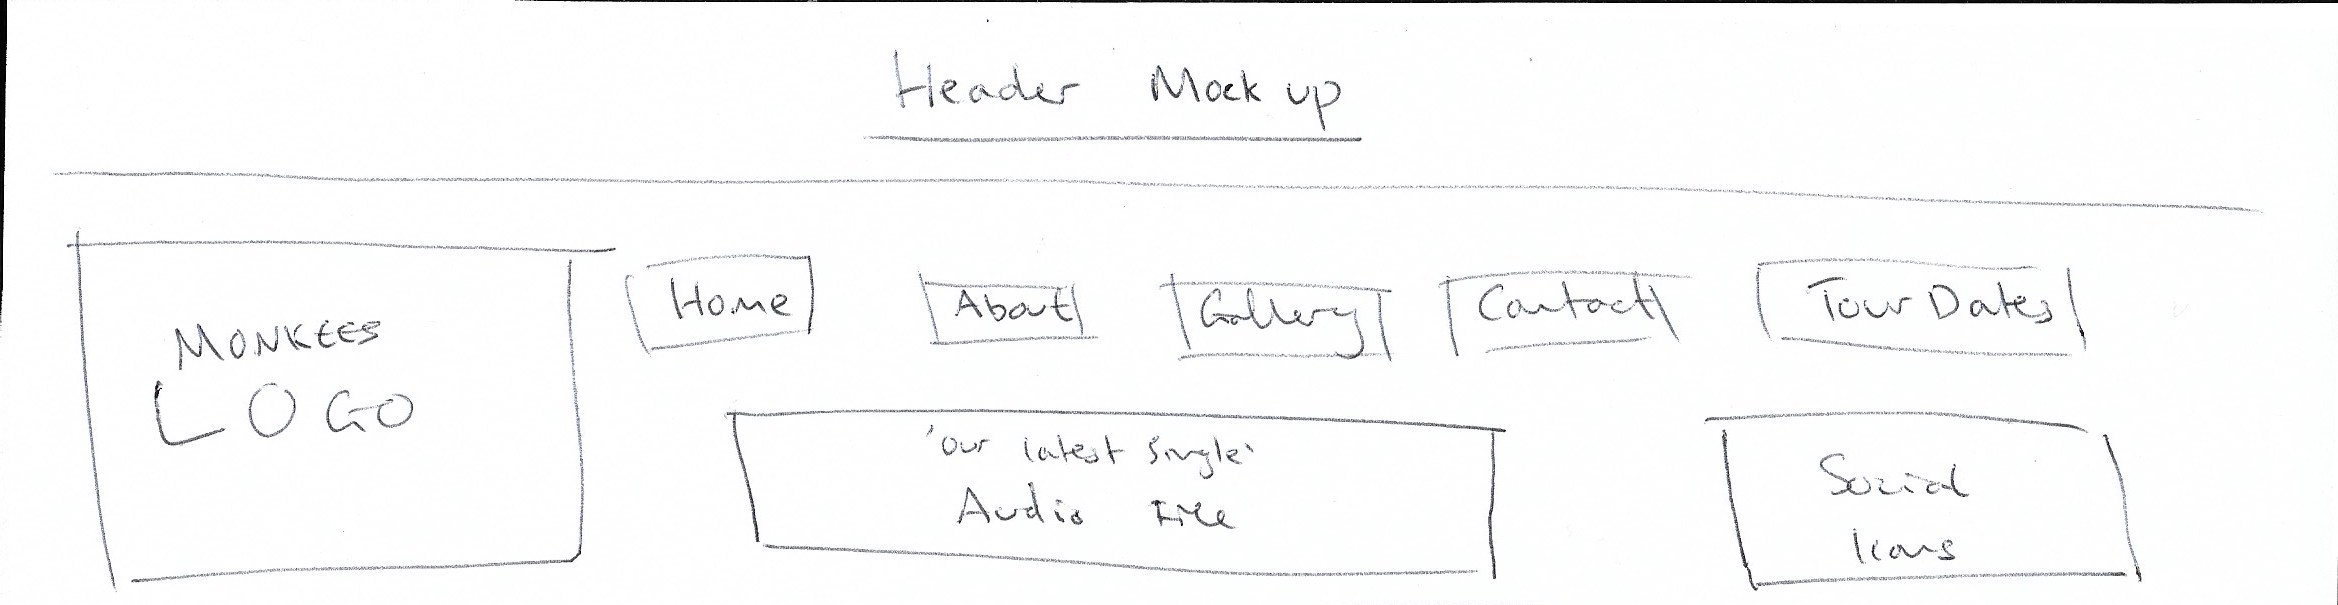 Header Mock up
MONKEES
LOGO
Home
About
Gallery
Contact
Tour Dates
'Our latest single'
Audio File
Social
Icons